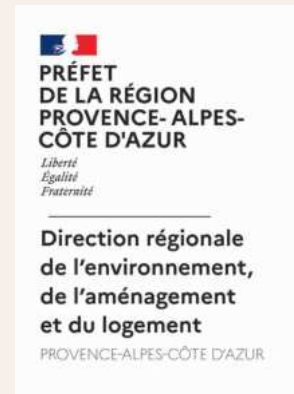 PRÉFET
DE LA RÉGION
PROVENCE- ALPES-
CÔTE D'AZUR
Liberté
Égalité
Fraternité
Direction régionale
de l'environnement,
de l'aménagement
et du logement
PROVENCE-ALPES-CÔTE D'AZUR